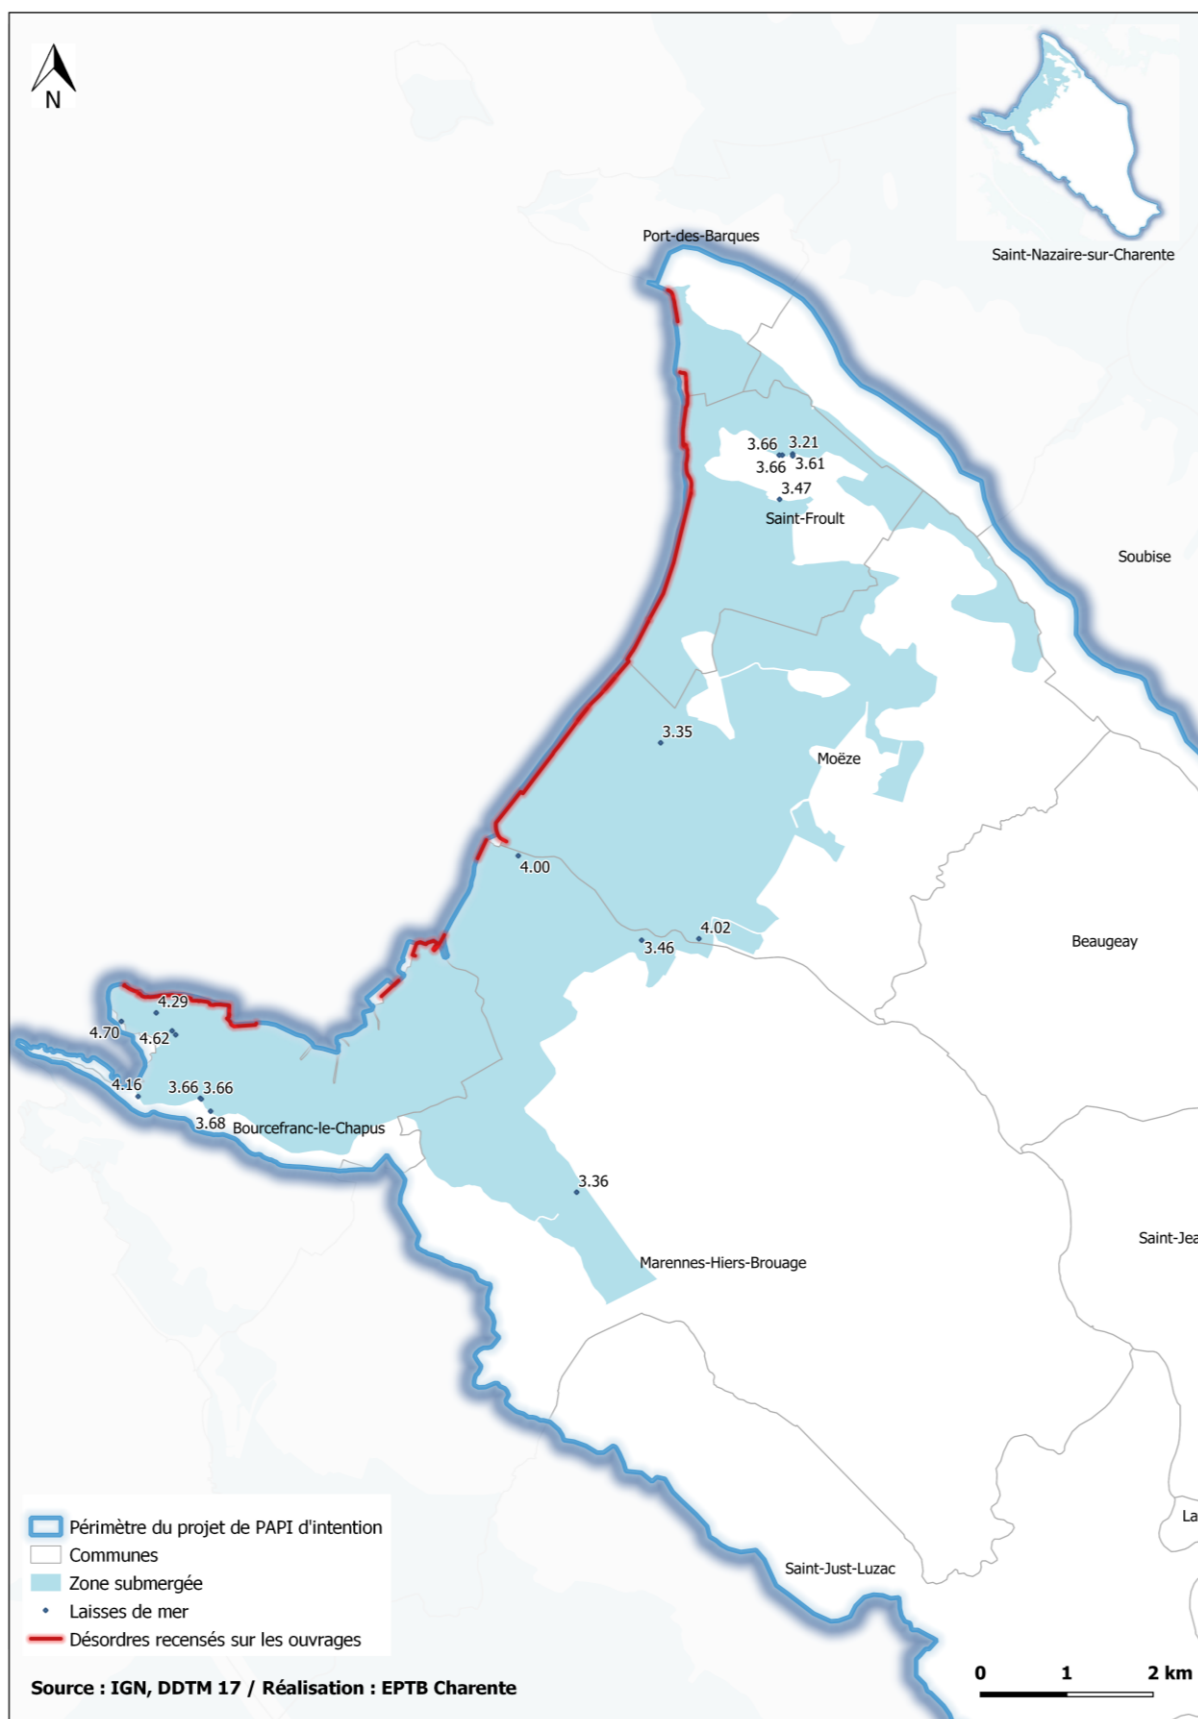 N
Port-des-Barques
Saint-Nazaire-sur-Charente
3.66
3.21
3.66
3.61
3.47
Saint-Froult
Soubise
3.35
Moëze
4.00
4.02
3.46
Beaugeay
4.29
4.70
4.62
4.16
3.66
3.66
3.68
Bourcefranc-le-Chapus
3.36
Saint-Jea
Marennes-Hiers-Brouage
La
Saint-Just-Luzac
Périmètre du projet de PAPI d'intention
Communes
Zone submergée
Laisses de mer
Désordres recensés sur les ouvrages
0 1 2 km
Source : IGN, DDTM 17 / Réalisation : EPTB Charente